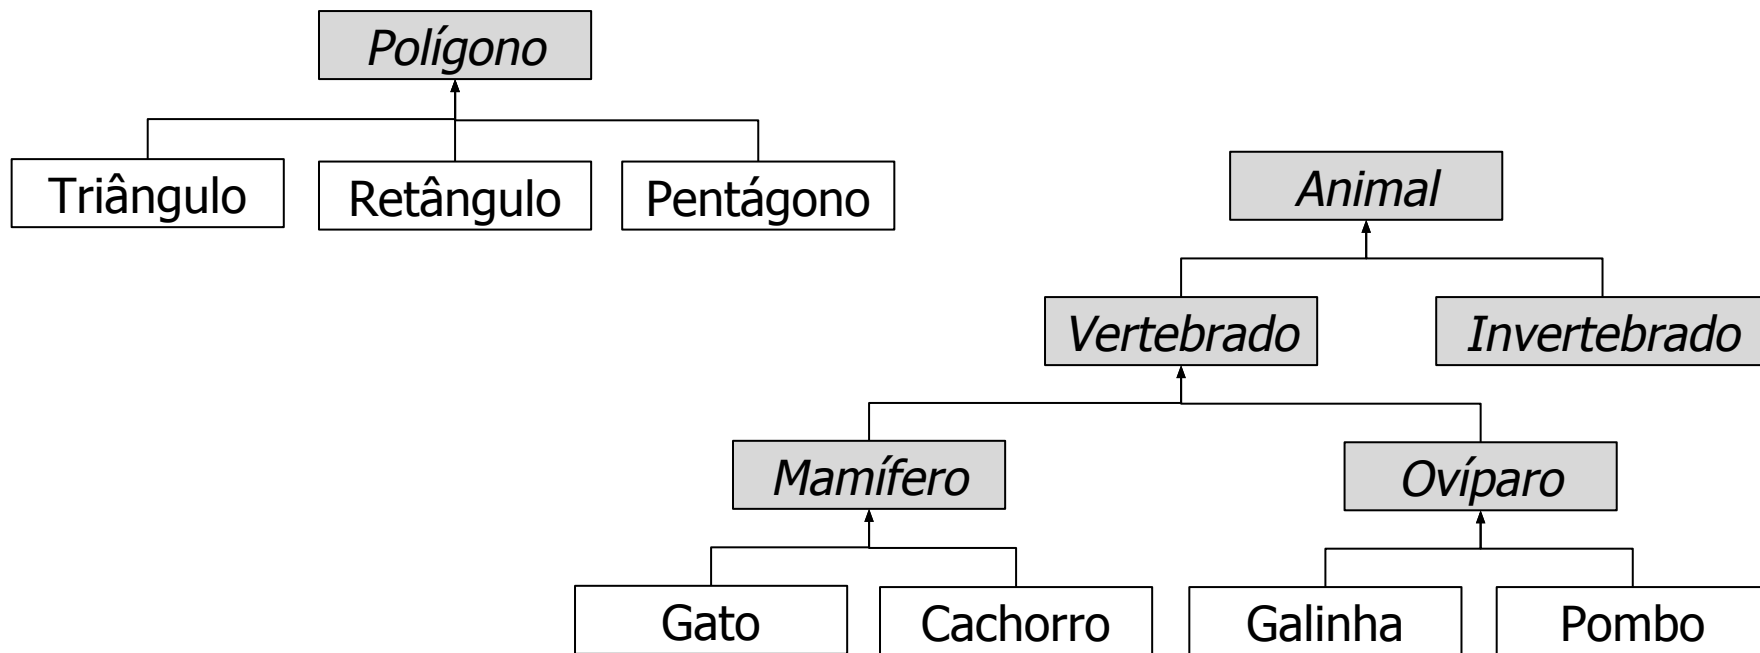 Polígono
Triângulo
Retângulo
Pentágono
Animal
Vertebrado
Invertebrado
Mamífero
Ovíparo
Gato
Cachorro
Galinha
Pombo